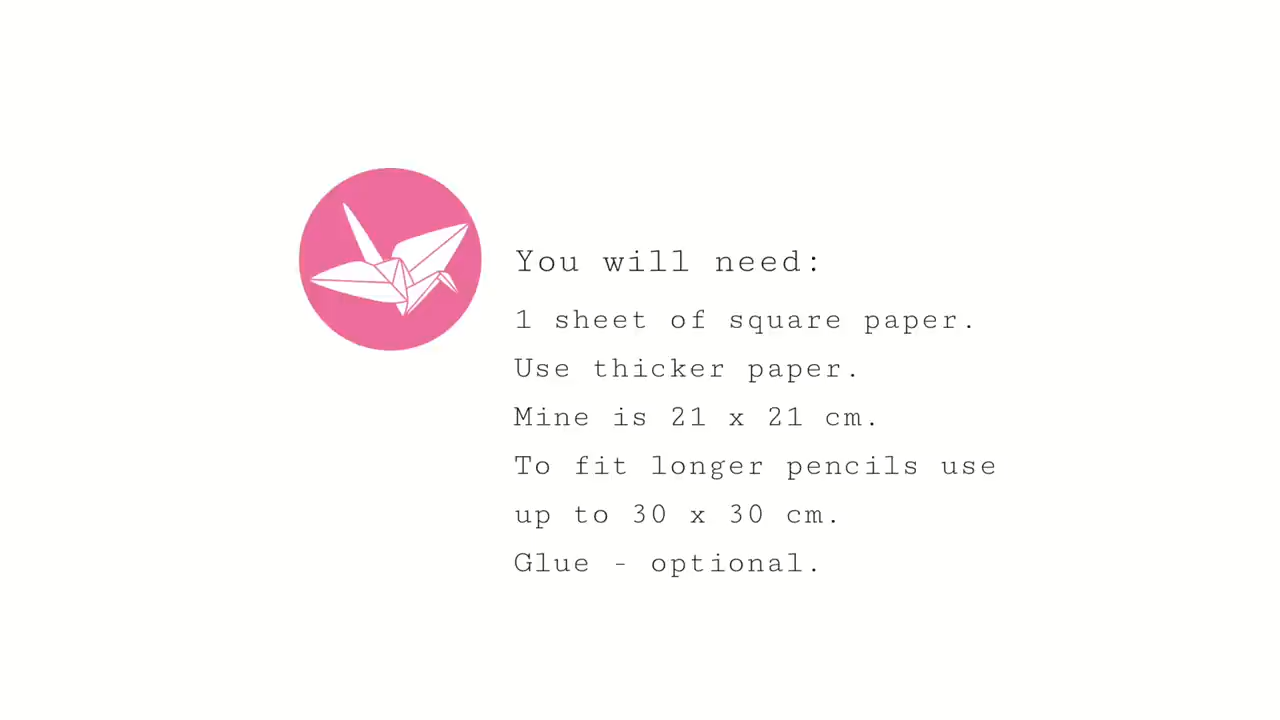 You will need:
1 sheet of square paper.
Use thicker paper.
Mine is 21 x 21 cm.
To fit longer pencils use
up to 30 x 30 cm.
Glue - optional.